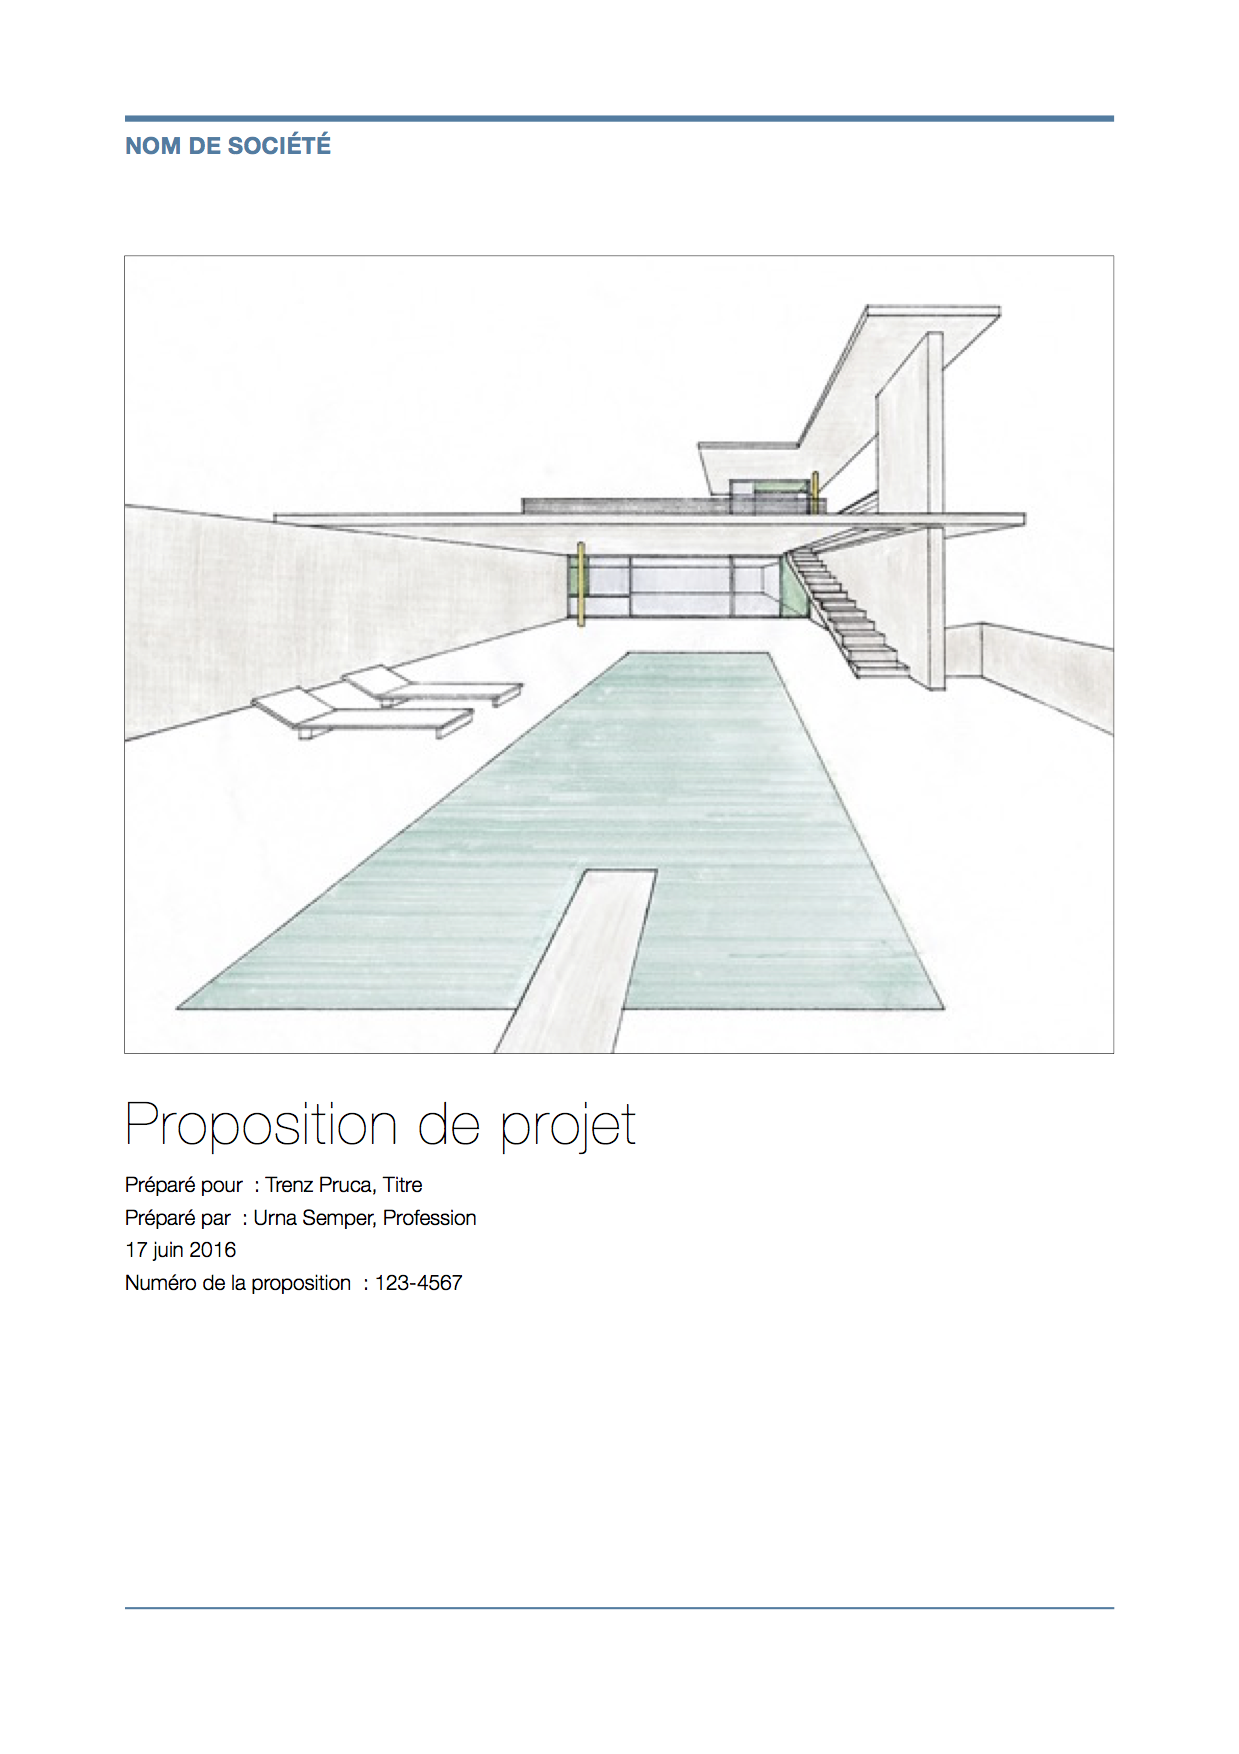 NOM DE SOCIÉTÉ
Proposition de projet
Préparé pour  : Trenz Pruca, Titre
Préparé par  : Urna Semper, Profession
17 juin 2016
Numéro de la proposition  : 123-4567